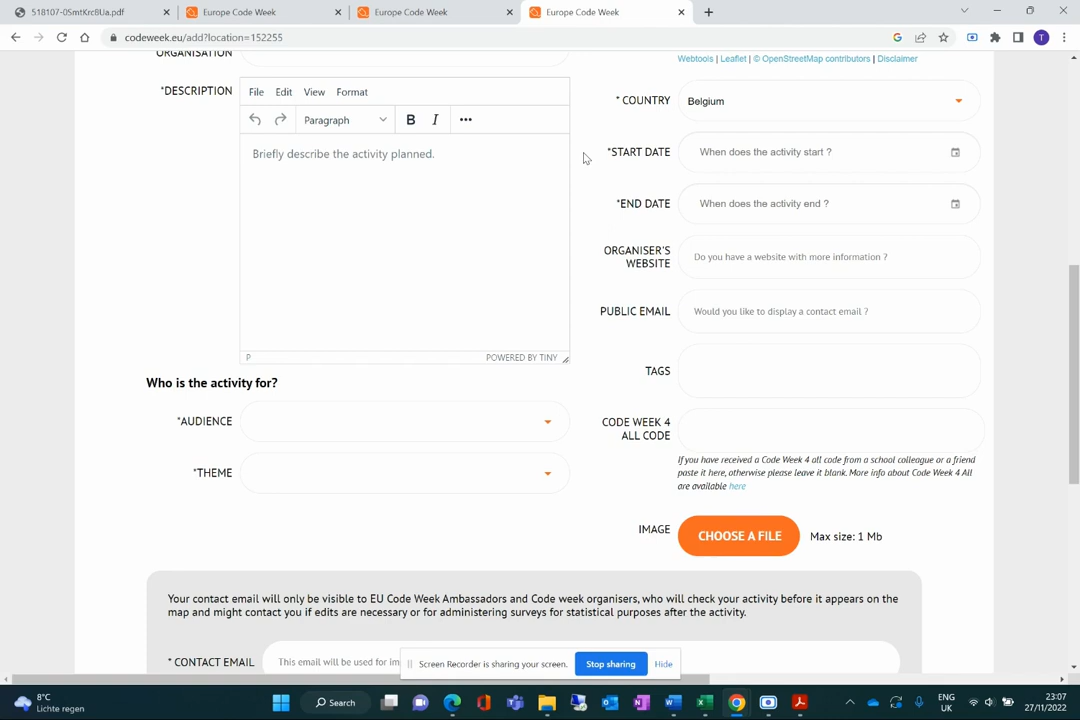 518107-0SmtKrc8Ua.pdf
Europe Code Week
Europe Code Week
Europe Code Week
codeweek.eu/add?location=152255
T
ORGANISATION
Webtools | Leaflet | © OpenStreetMap contributors | Disclaimer
*DESCRIPTION
File Edit View Format
Paragraph B I
Briefly describe the activity planned.
P POWERED BY TINY
* COUNTRY Belgium
*START DATE When does the activity start ?
*END DATE When does the activity end ?
ORGANISER'S
WEBSITE
Do you have a website with more information ?
PUBLIC EMAIL Would you like to display a contact email ?
TAGS
CODE WEEK 4
ALL CODE
If you have received a Code Week 4 all code from a school colleague or a friend
paste it here, otherwise please leave it blank. More info about Code Week 4 All
are available here
Who is the activity for?
*AUDIENCE
*THEME
IMAGE CHOOSE A FILE Max size: 1 Mb
Your contact email will only be visible to EU Code Week Ambassadors and Code week organisers, who will check your activity before it appears on the
map and might contact you if edits are necessary or for administering surveys for statistical purposes after the activity.
* CONTACT EMAIL This email will be used for im
Screen Recorder is sharing your screen. Stop sharing Hide
8°C
Lichte regen
Search
ENG
UK
23:07
27/11/2022